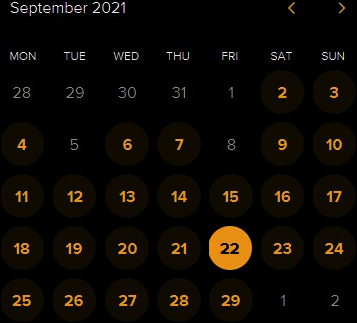 September 2021
MON TUE WED THU FRI SAT SUN
28 29 30 31 1 2 3
4 5 6 7 8 9 10
11 12 13 14 15 16 17
18 19 20 21 22 23 24
25 26 27 28 29 1 2